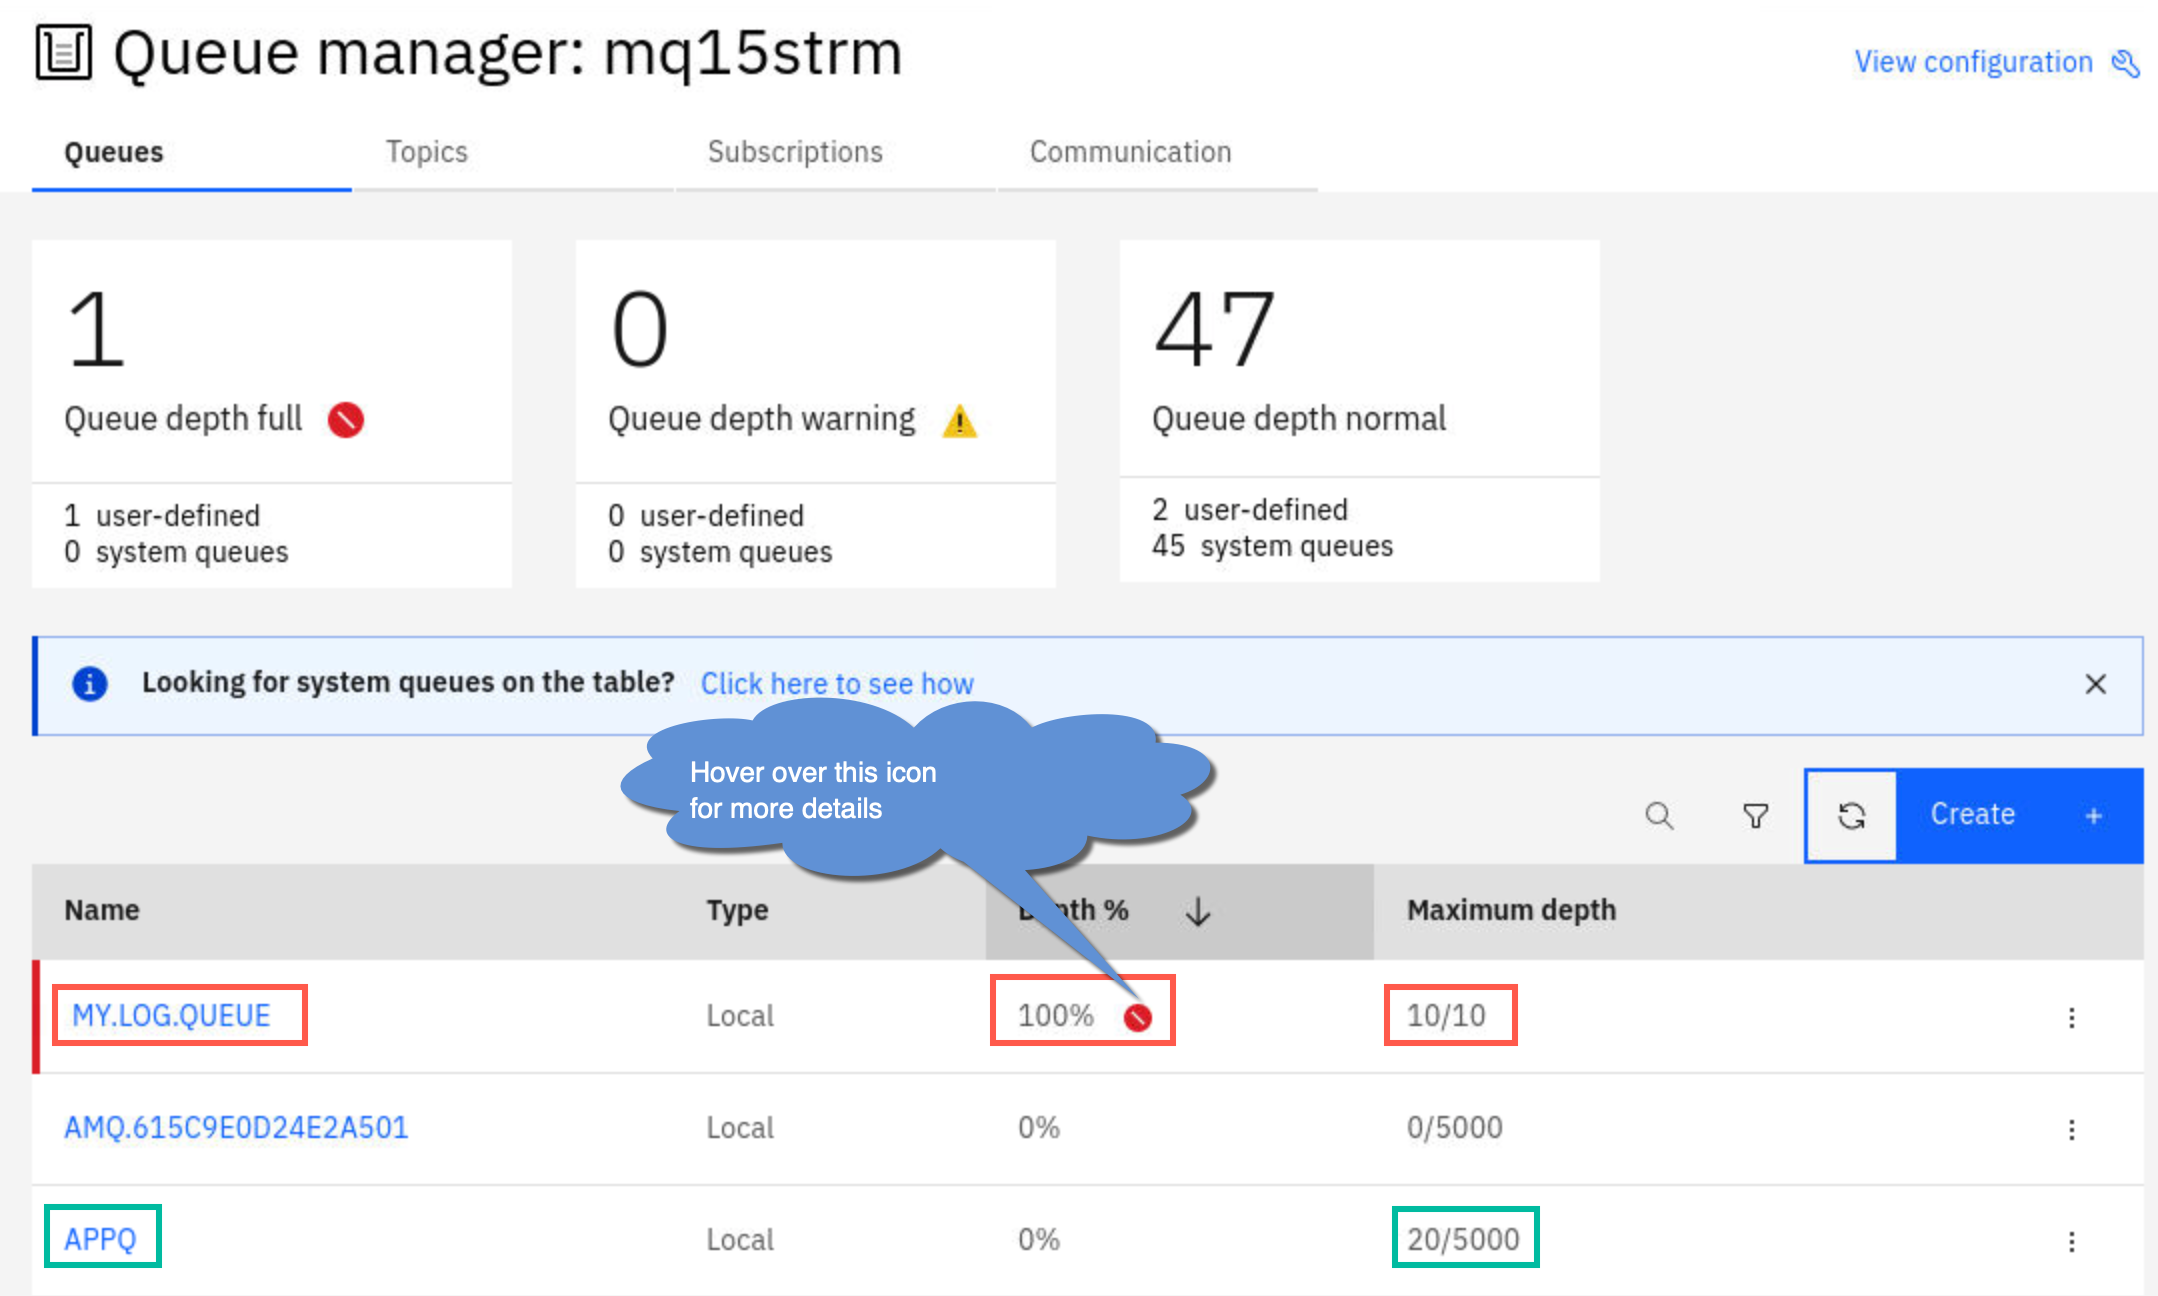 Queue manager: mq15strm
View configuration
Queues Topics Subscriptions Communication
1
Queue depth full
1 user-defined
0 system queues
0
Queue depth warning
0 user-defined
0 system queues
47
Queue depth normal
2 user-defined
45 system queues
Looking for system queues on the table? Click here to see how
Hover over this icon
for more details
Create +
Name Type %  Maximum depth
MY.LOG.QUEUE Local 100% 10/10
AMQ.615C9E0D24E2A501 Local 0% 0/5000
APPQ Local 0% 20/5000